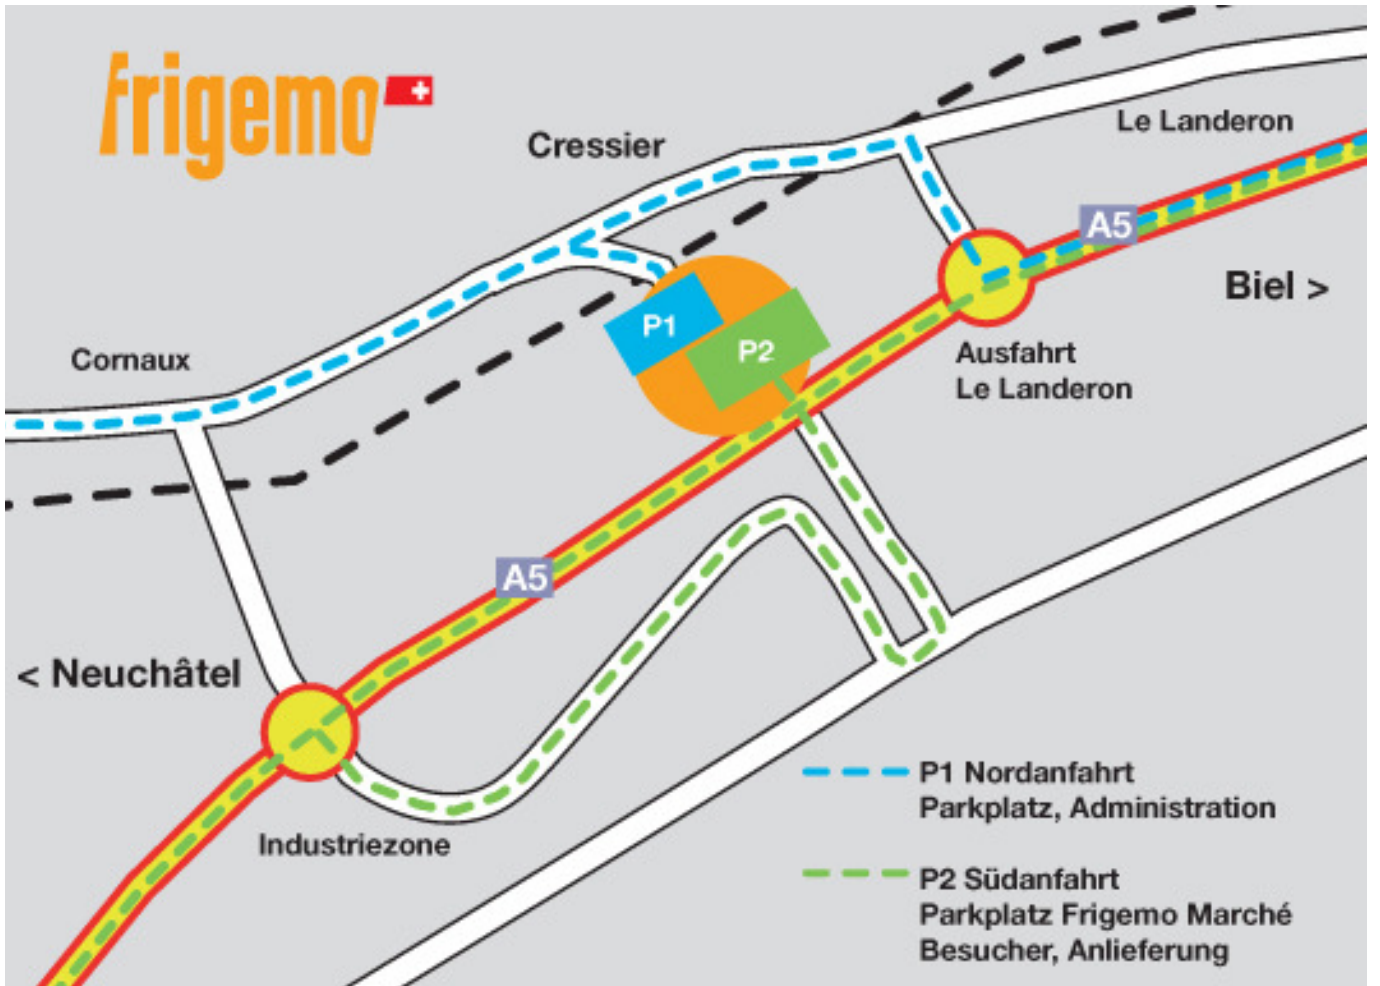 frigemo
Cressier
Le Landeron
A5
Biel >
P1
P2
Cornaux
Ausfahrt
Le Landeron
A5
< Neuchâtel
Industriezone
P1 Nordanfahrt
Parkplatz, Administration
P2 Südanfahrt
Parkplatz Frigemo Marché
Besucher, Anlieferung